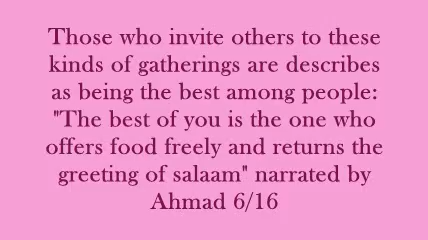 Those who invite others to these
kinds of gatherings are describes
as being the best among people:
"The best of you is the one who
offers food freely and returns the
greeting of salaam" narrated by
Ahmad 6/16